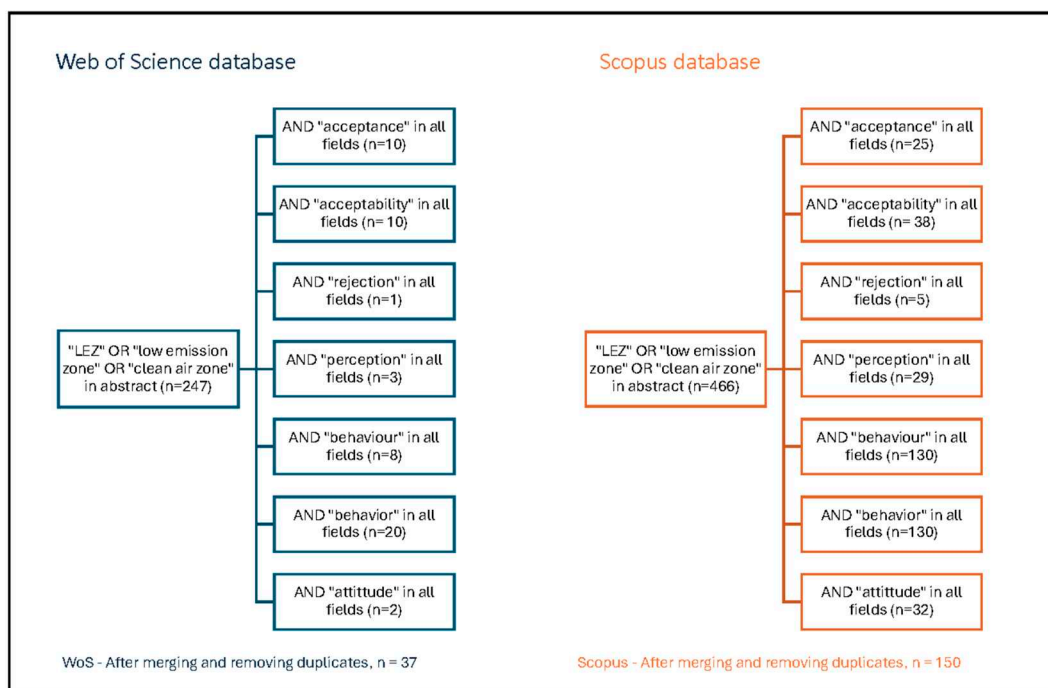 Web of Science database
AND "acceptance" in all
fields (n=10)
AND "acceptability" in all
fields (n= 10)
AND "rejection" in all
fields (n=1)
"LEZ" OR "low emission
zone" OR "clean air zone"
in abstract (n=247)
AND "perception" in all
fields (n=3)
AND "behaviour" in all
fields (n=8)
AND "behavior" in all
fields (n=20)
AND "attitude" in all
fields (n=2)
WoS - After merging and removing duplicates, n = 37
Scopus database
AND "acceptance" in all
fields (n=25)
AND "acceptability" in all
fields (n= 38)
AND "rejection" in all
fields (n=5)
"LEZ" OR "low emission
zone" OR "clean air zone"
in abstract (n=466)
AND "perception" in all
fields (n=29)
AND "behaviour" in all
fields (n=130)
AND "behavior" in all
fields (n=130)
AND "attitude" in all
fields (n=32)
Scopus - After merging and removing duplicates, n = 150